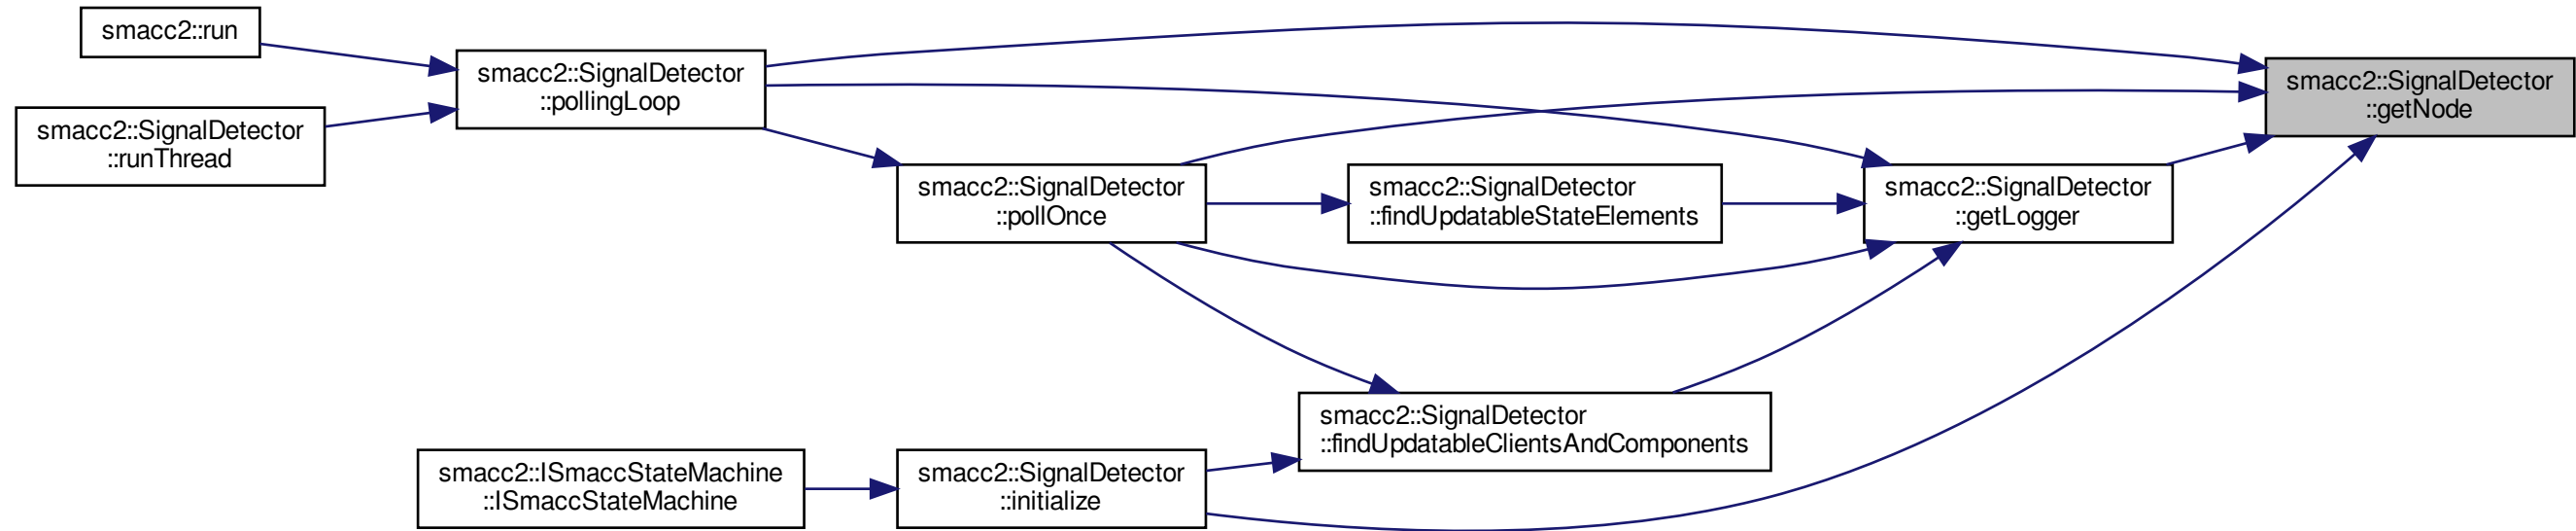 smacc2::run
smacc2::SignalDetector
::pollingLoop
smacc2::SignalDetector
::getNode
smacc2::SignalDetector
::runThread
smacc2::SignalDetector
::pollOnce
smacc2::SignalDetector
::findUpdatableStateElements
smacc2::SignalDetector
::getLogger
smacc2::SignalDetector
::findUpdatableClientsAndComponents
smacc2::ISmaccStateMachine
::ISmaccStateMachine
smacc2::SignalDetector
::initialize